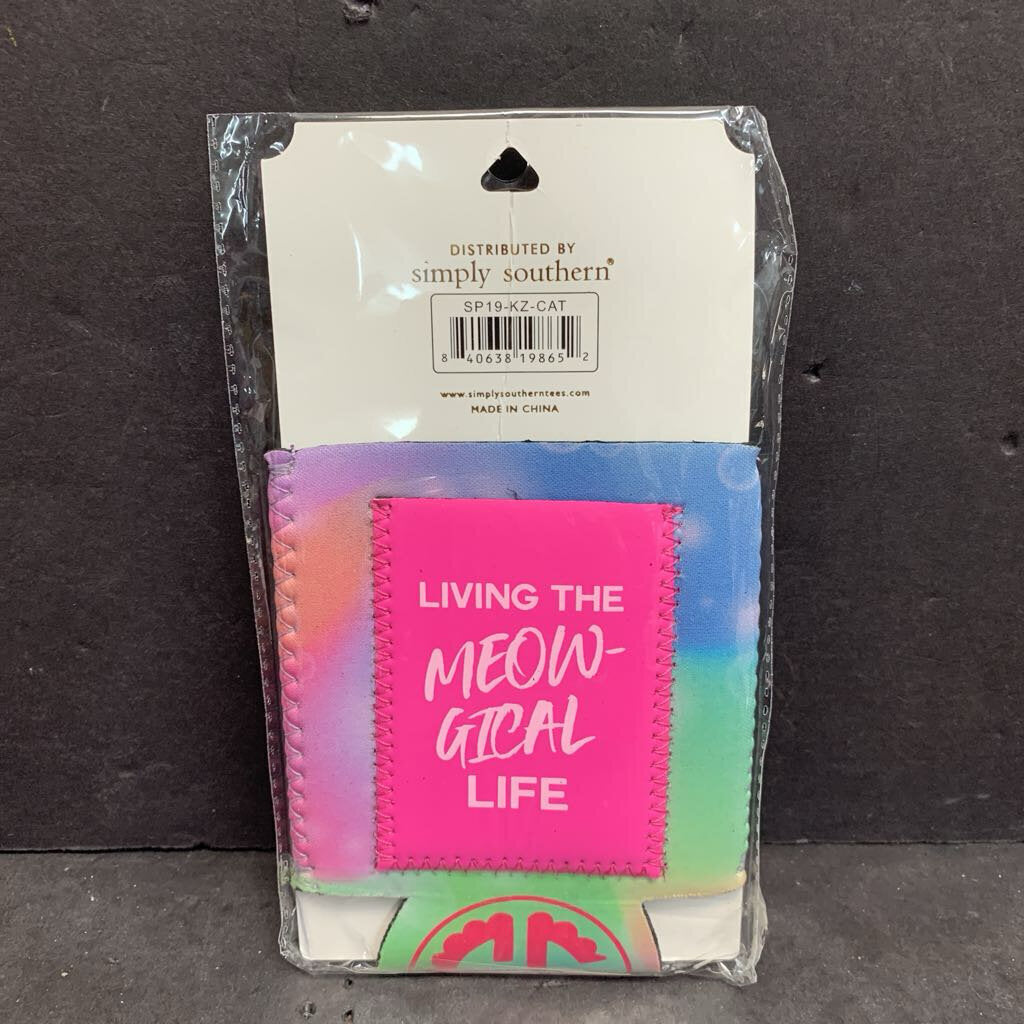 DISTRIBUTED BY
simply southern®
SP19-KZ-CAT
8 40638 19865 2
www.simplysoutherntees.com
MADE IN CHINA
LIVING THE
MEOW-
GICAL
LIFE